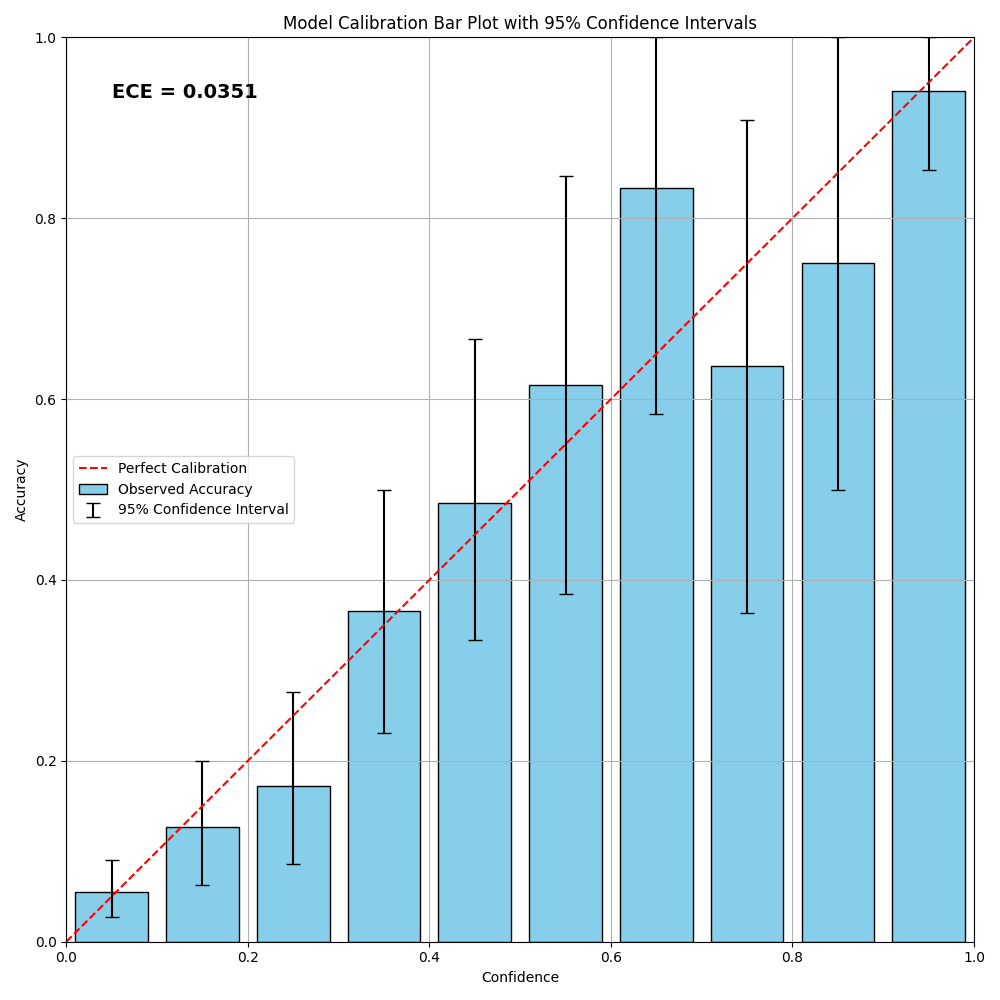 Model Calibration Bar Plot with 95% Confidence Intervals
ECE = 0.0351
Perfect Calibration
Observed Accuracy
95% Confidence Interval
Accuracy
1.0
0.8
0.6
0.4
0.2
0.0
0.0 0.2 0.4 0.6 0.8 1.0
Confidence